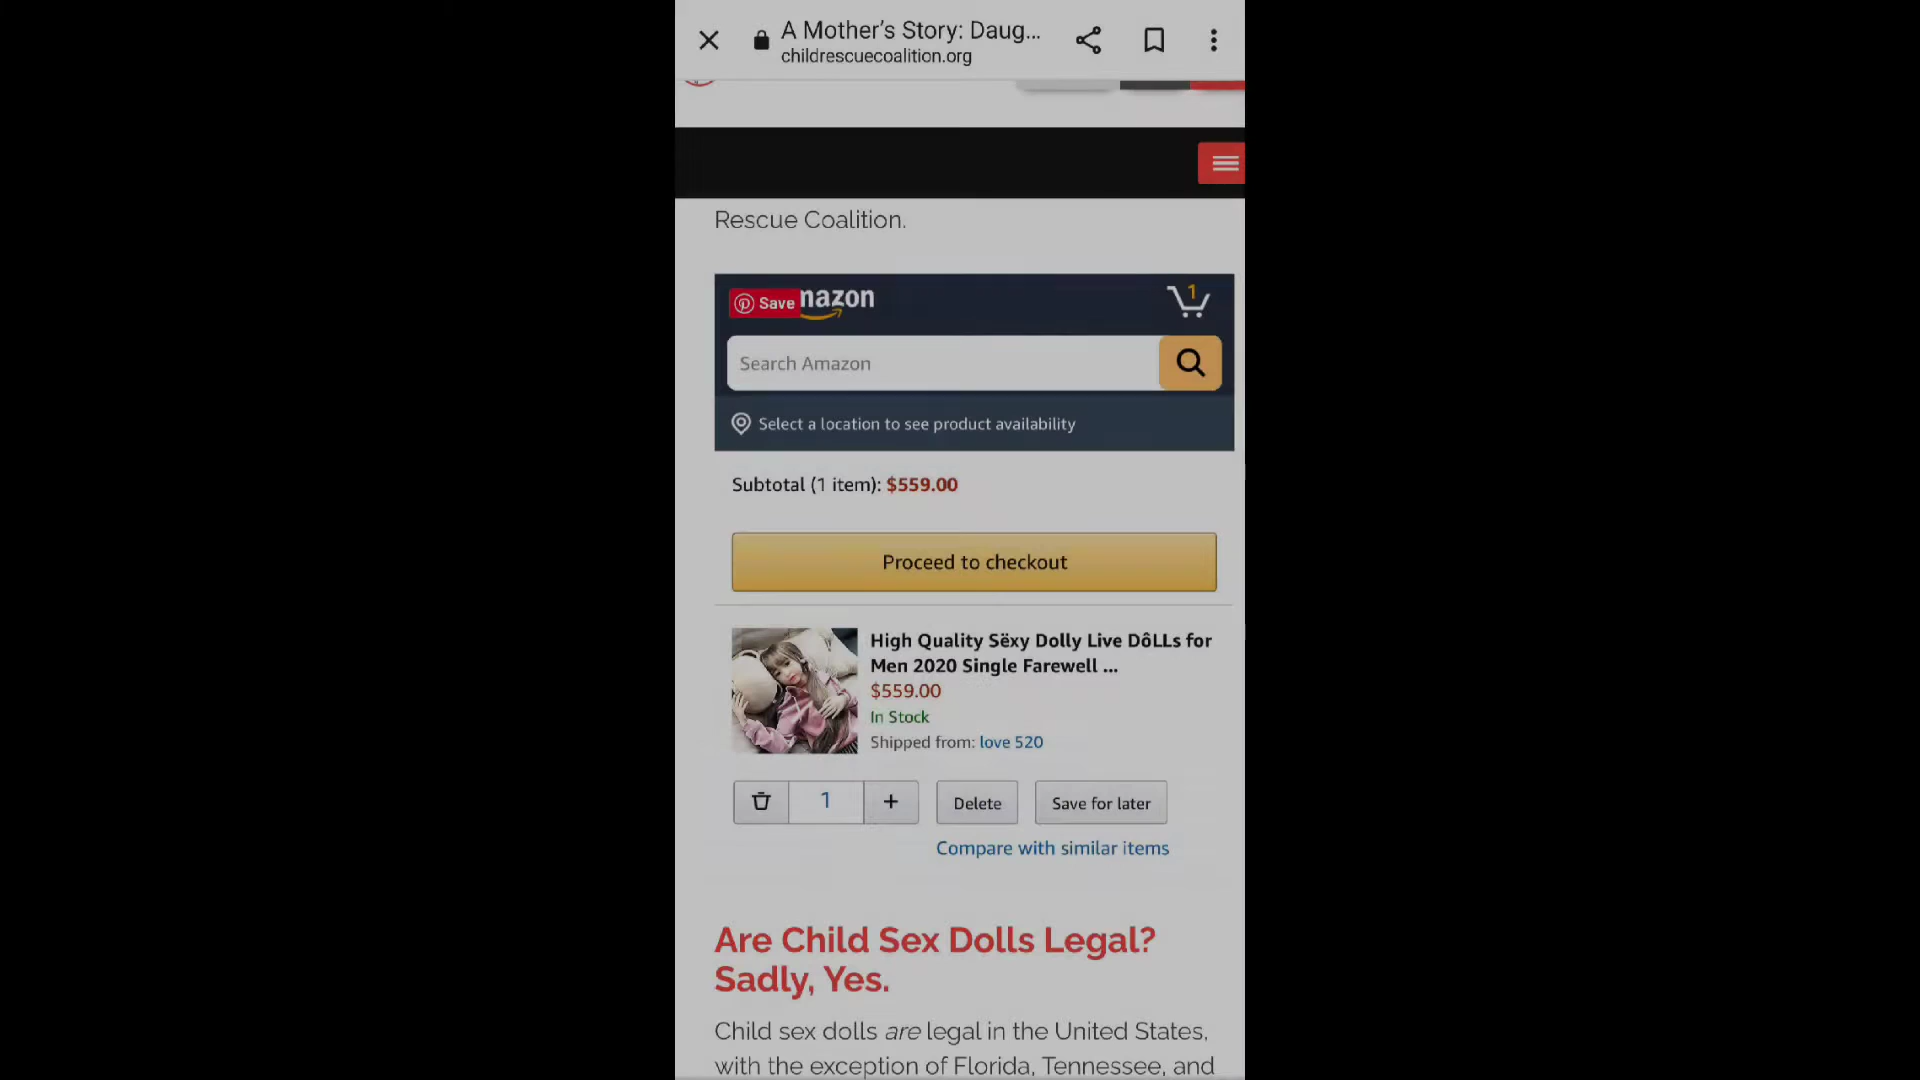 A Mother's Story: Daug...
childrescuecoalition.org
Rescue Coalition.
Save
mazon
1
Search Amazon
Select a location to see product availability
Subtotal (1 item): $559.00
Proceed to checkout
High Quality Sëxy Dolly Live DôLLs for
Men 2020 Single Farewell ...
$559.00
In Stock
Shipped from: love 520
1
+
Delete
Save for later
Compare with similar items
Are Child Sex Dolls Legal?
Sadly, Yes.
Child sex dolls are legal in the United States,
with the exception of Florida, Tennessee, and